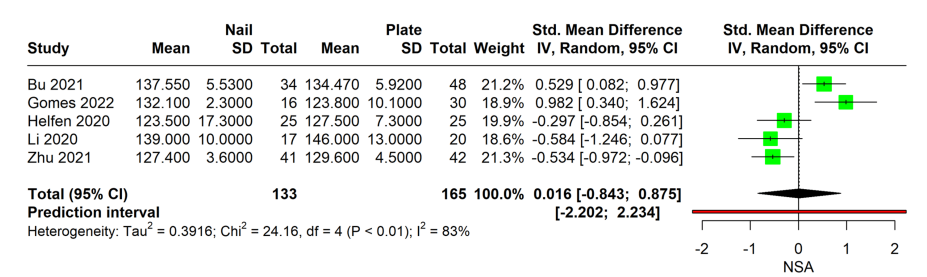 Nail Plate Std. Mean Difference Std. Mean Difference
Study Mean SD Total Mean SD Total Weight IV, Random, 95% CI IV, Random, 95% CI
Bu 2021 137.550 5.5300 34 134.470 5.9200 48 21.2% 0.529 [ 0.082; 0.977]
Gomes 2022 132.100 2.3000 16 123.800 10.1000 30 18.9% 0.982 [ 0.340; 1.624]
Helfen 2020 123.500 17.3000 25 127.500 7.3000 25 19.9% -0.297 [-0.854; 0.261]
Li 2020 139.000 10.0000 17 146.000 13.0000 20 18.6% -0.584 [-1.246; 0.077]
Zhu 2021 127.400 3.6000 41 129.600 4.5000 42 21.3% -0.534 [-0.972; -0.096]
Total (95% CI) 133 165 100.0% 0.016 [-0.843; 0.875]
Prediction interval [-2.202; 2.234]
Heterogeneity: Tau² = 0.3916; Chi² = 24.16, df = 4 (P < 0.01); I² = 83%
-2 -1 0 1 2
NSA